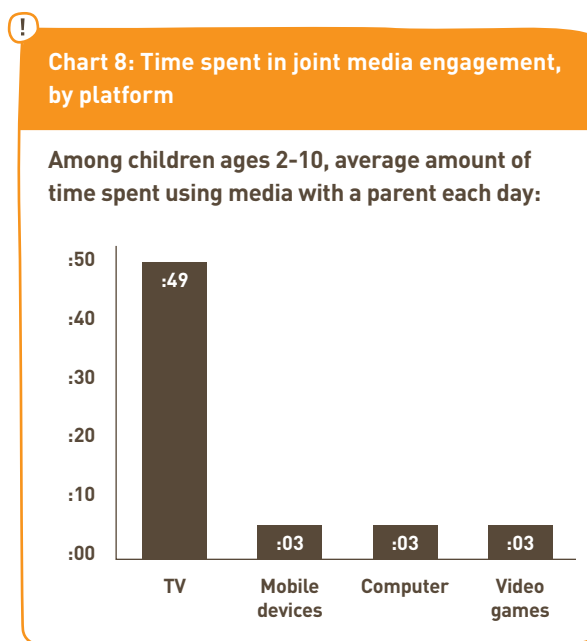 !
Chart 8: Time spent in joint media engagement,
by platform
Among children ages 2-10, average amount of
time spent using media with a parent each day:
:50
:40
:30
:20
:10
:00
:49
:03
:03
:03
TV
Mobile
devices
Computer
Video
games